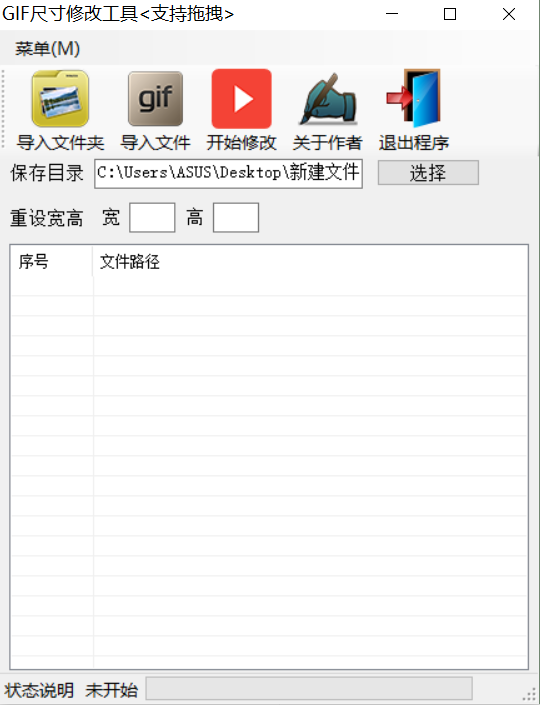 GIF尺寸修改工具<支持拖拽>
菜单(M)
gif
导入文件夹 导入文件 开始修改 关于作者 退出程序
保存目录 C:\Users\ASUS\Desktop\新建文件 选择
重设宽高 宽 高
序号 文件路径
状态说明 未开始